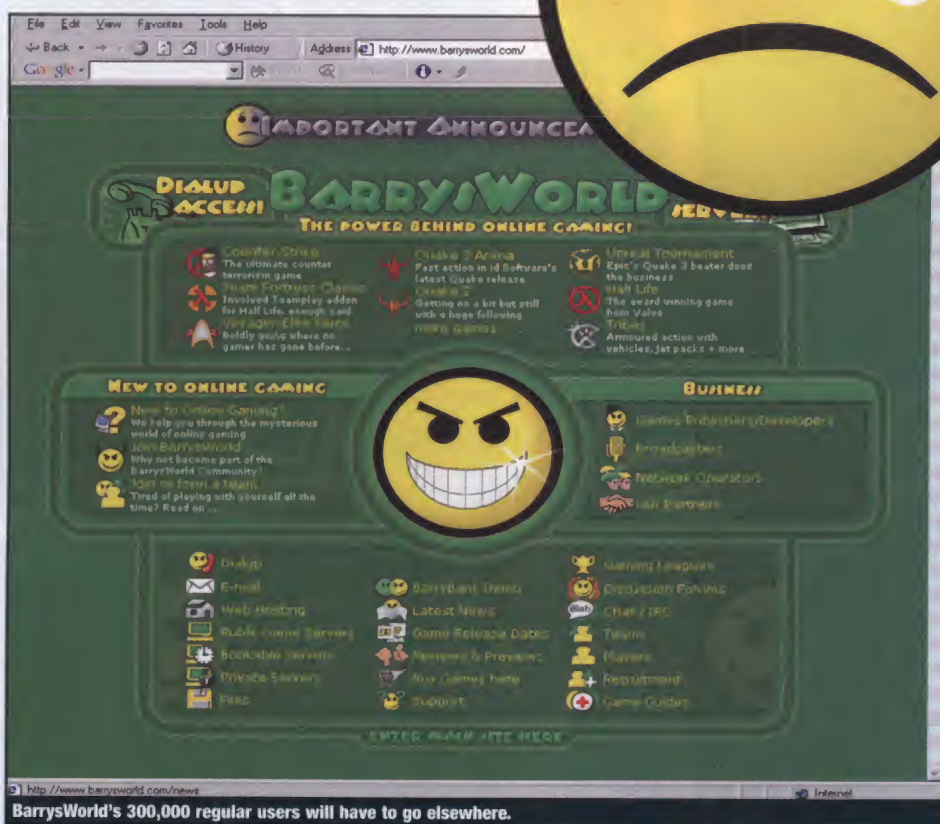 File Edit View Favorites Tools Help
Back History Address http://www.barrysworld.com/
Google
IMPORTANT ANNOUNCEM
DIALUP ACCESS!
BARRYSWORLD
THE POWER BEHIND ONLINE GAMING!
Counter-Strike
The ultimate counter
terrorism game
Team Fortress Classic
Involved Teamplay addon
for Half Life, enough said
Voyager-Elite Force
Boldly going where no
gamer has gone before...
Quake 3 Arena
Fast action in id Software's
latest Quake release
Quake 2
Getting on a bit but still
with a huge following
more games
Unreal Tournament
Epic's Quake 3 beater does
the business
Half Life
The award winning game
from Valve
Tribes
Armoured action with
vehicles, jet packs + more
NEW TO ONLINE GAMING
New to Online Gaming?
We help you through the mysterious
world of online gaming
Join BarrysWorld
Why not become part of the
BarrysWorld Community?
Join or form a team
Tired of playing with yourself all the
time? Read on ...
BUSINESS
Games Publishers/Developers
Broadcasters
Network Operators
Our Partners
Dialup
E-mail
Web Hosting
Public Game Servers
Bookable Servers
Private Servers
Files
BarryBant Demo
Latest News
Game Release Dates
Reviews & Previews
Buy Games here
Support
Gaming Leagues
Discussion Forums
Blah
Chat / IRC
Teams
Players
Recruitment
Game Guides
ENTER MAIN SITE HERE
http://www.barrysworld.com/news Internet
BarrysWorld's 300,000 regular users will have to go elsewhere.